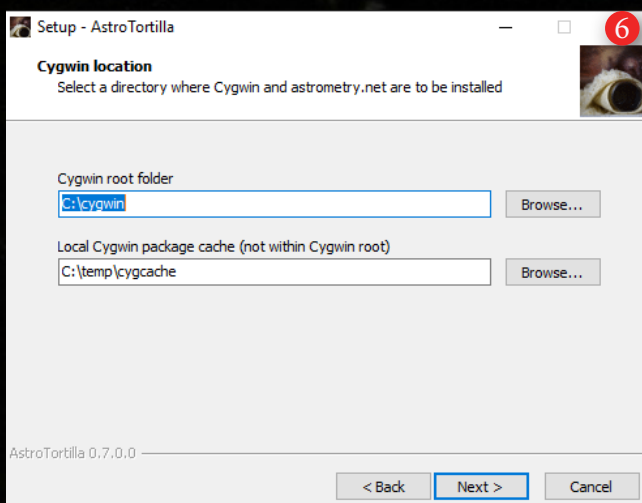 Setup - AstroTortilla
6
Cygwin location
Select a directory where Cygwin and astrometry.net are to be installed
Cygwin root folder
C:\cygwin
Browse...
Local Cygwin package cache (not within Cygwin root)
C:\temp\cygcache
Browse...
AstroTortilla 0.7.0.0
< Back
Next >
Cancel